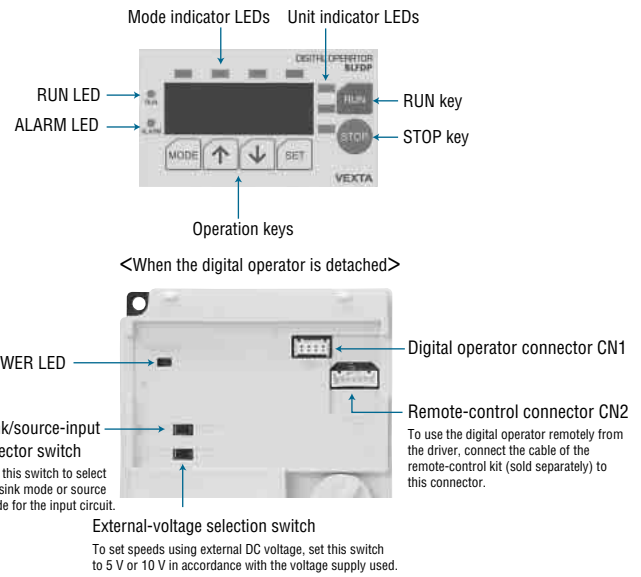 Mode indicator LEDs
Unit indicator LEDs
DIGITAL OPERATOR
SLFDP
RUN LED
RUN
RUN
RUN key
ALARM LED
ALARM
STOP
STOP key
MODE
SET
VEXTA
Operation keys
<When the digital operator is detached>
Digital operator connector CN1
WER LED
Remote-control connector CN2
To use the digital operator remotely from
the driver, connect the cable of the
remote-control kit (sold separately) to
this connector.
k/source-input
ector switch
this switch to select
sink mode or source
de for the input circuit.
External-voltage selection switch
To set speeds using external DC voltage, set this switch
to 5 V or 10 V in accordance with the voltage supply used.